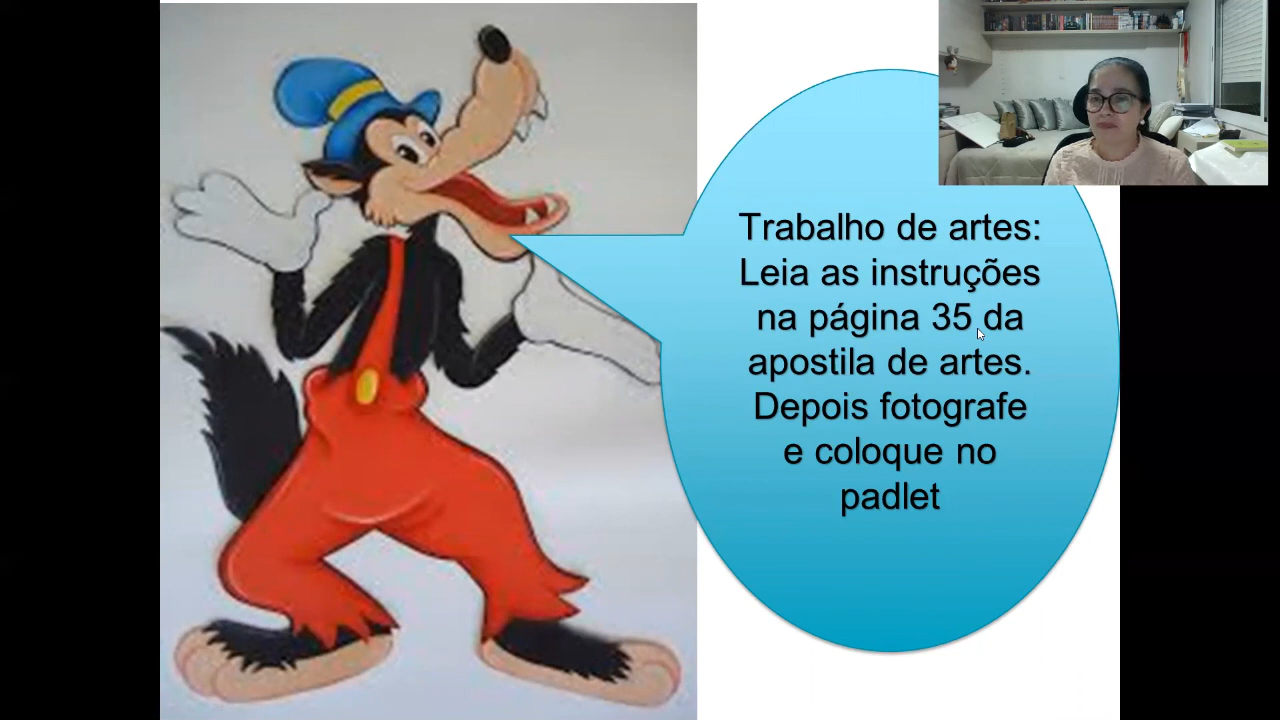 Trabalho de artes:
Leia as instruções
na página 35 da
apostila de artes.
Depois fotografe
e coloque no
padlet